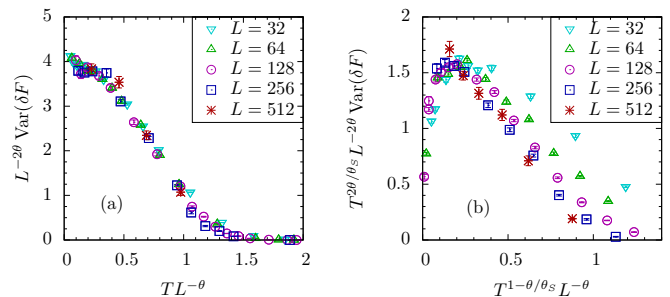 5
4
3
2
1
0
0
0.5
1
1.5
2
L^{-2θ} Var(δF)
TL^{-θ}
(a)
L = 32
L = 64
L = 128
L = 256
L = 512
2
1.5
1
0.5
0
0
0.5
1
T^{2θ/θ_S} L^{-2θ} Var(δF)
T^{1-θ/θ_S} L^{-θ}
(b)
L = 32
L = 64
L = 128
L = 256
L = 512